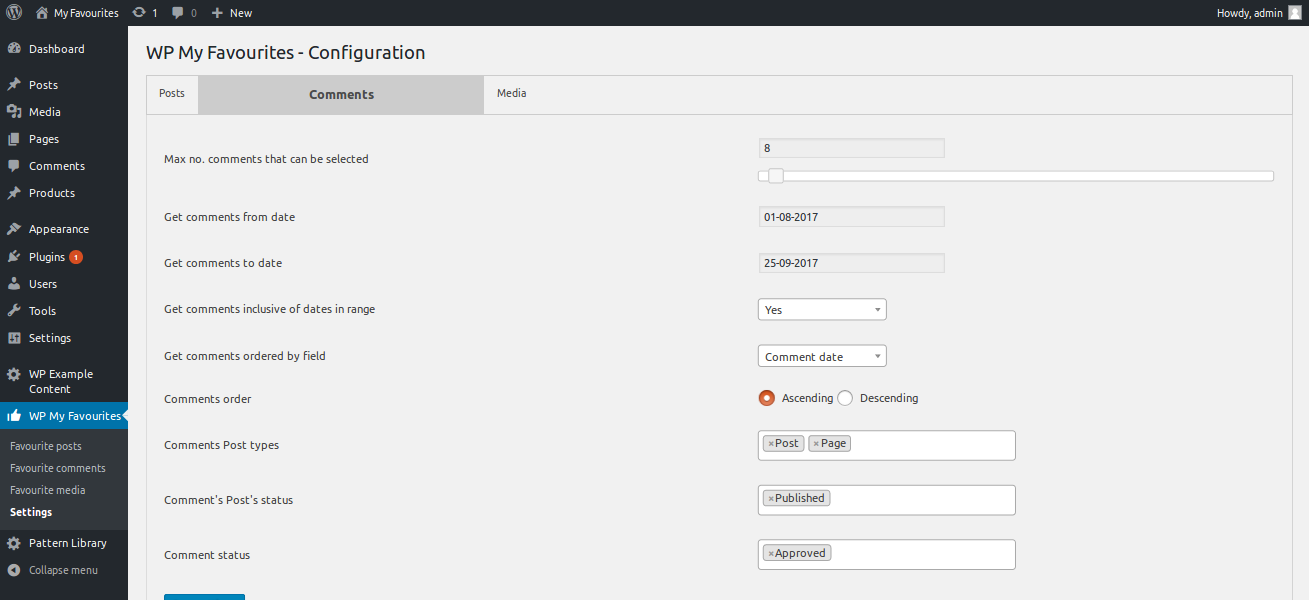 My Favourites 1 0 + New Howdy, admin
Dashboard
Posts
Media
Pages
Comments
Products
Appearance
Plugins 1
Users
Tools
Settings
WP Example
Content
WP My Favourites
Favourite posts
Favourite comments
Favourite media
Settings
Pattern Library
Collapse menu
WP My Favourites - Configuration
Posts Comments Media
Max no. comments that can be selected 8
Get comments from date 01-08-2017
Get comments to date 25-09-2017
Get comments inclusive of dates in range Yes
Get comments ordered by field Comment date
Comments order Ascending Descending
Comments Post types ×Post ×Page
Comment's Post's status ×Published
Comment status ×Approved